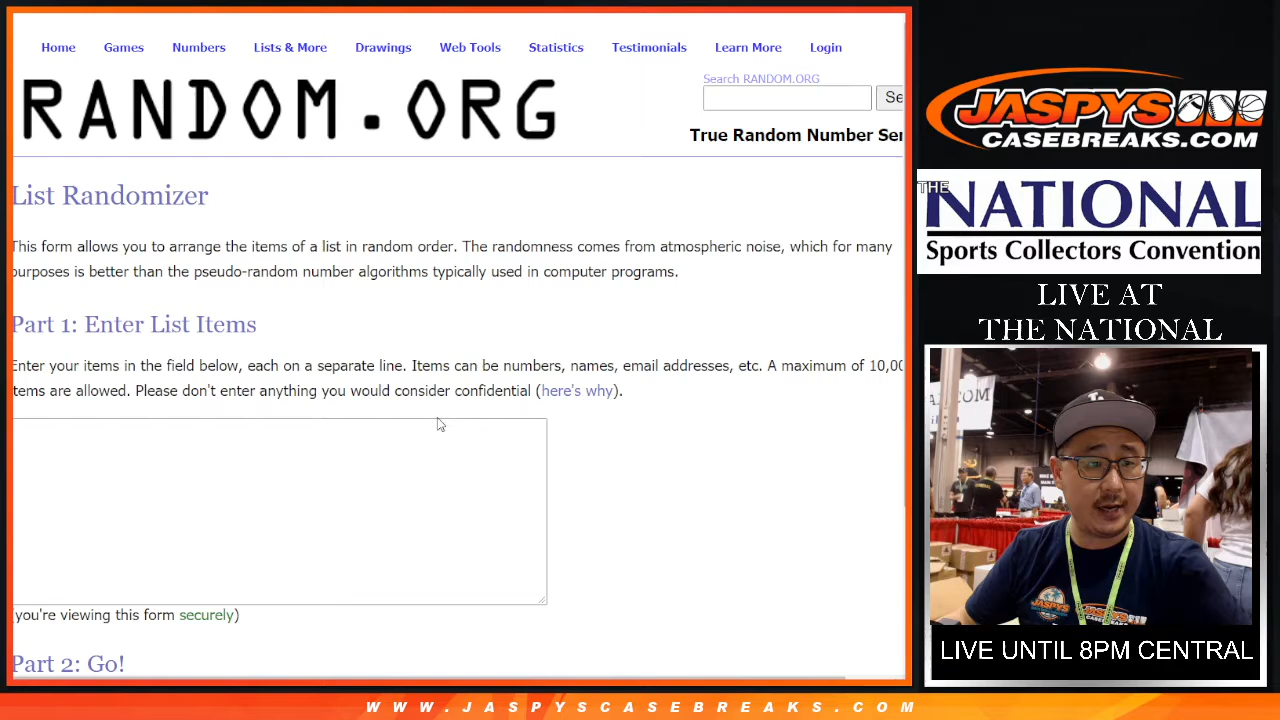 Home Games Numbers Lists & More Drawings Web Tools Statistics Testimonials Learn More Login
RANDOM.ORG
Search RANDOM.ORG
Se
True Random Number Ser
List Randomizer
This form allows you to arrange the items of a list in random order. The randomness comes from atmospheric noise, which for many
purposes is better than the pseudo-random number algorithms typically used in computer programs.
Part 1: Enter List Items
Enter your items in the field below, each on a separate line. Items can be numbers, names, email addresses, etc. A maximum of 10,00
items are allowed. Please don't enter anything you would consider confidential (here's why).
you're viewing this form securely)
Part 2: Go!
JASPYS
CASEBREAKS.COM
THE
NATIONAL
Sports Collectors Convention
LIVE AT
THE NATIONAL
JASPYS
JASPYS
CASEBREAKS.COM
LIVE UNTIL 8PM CENTRAL
WWW.JASPYSCASEBREAKS.COM